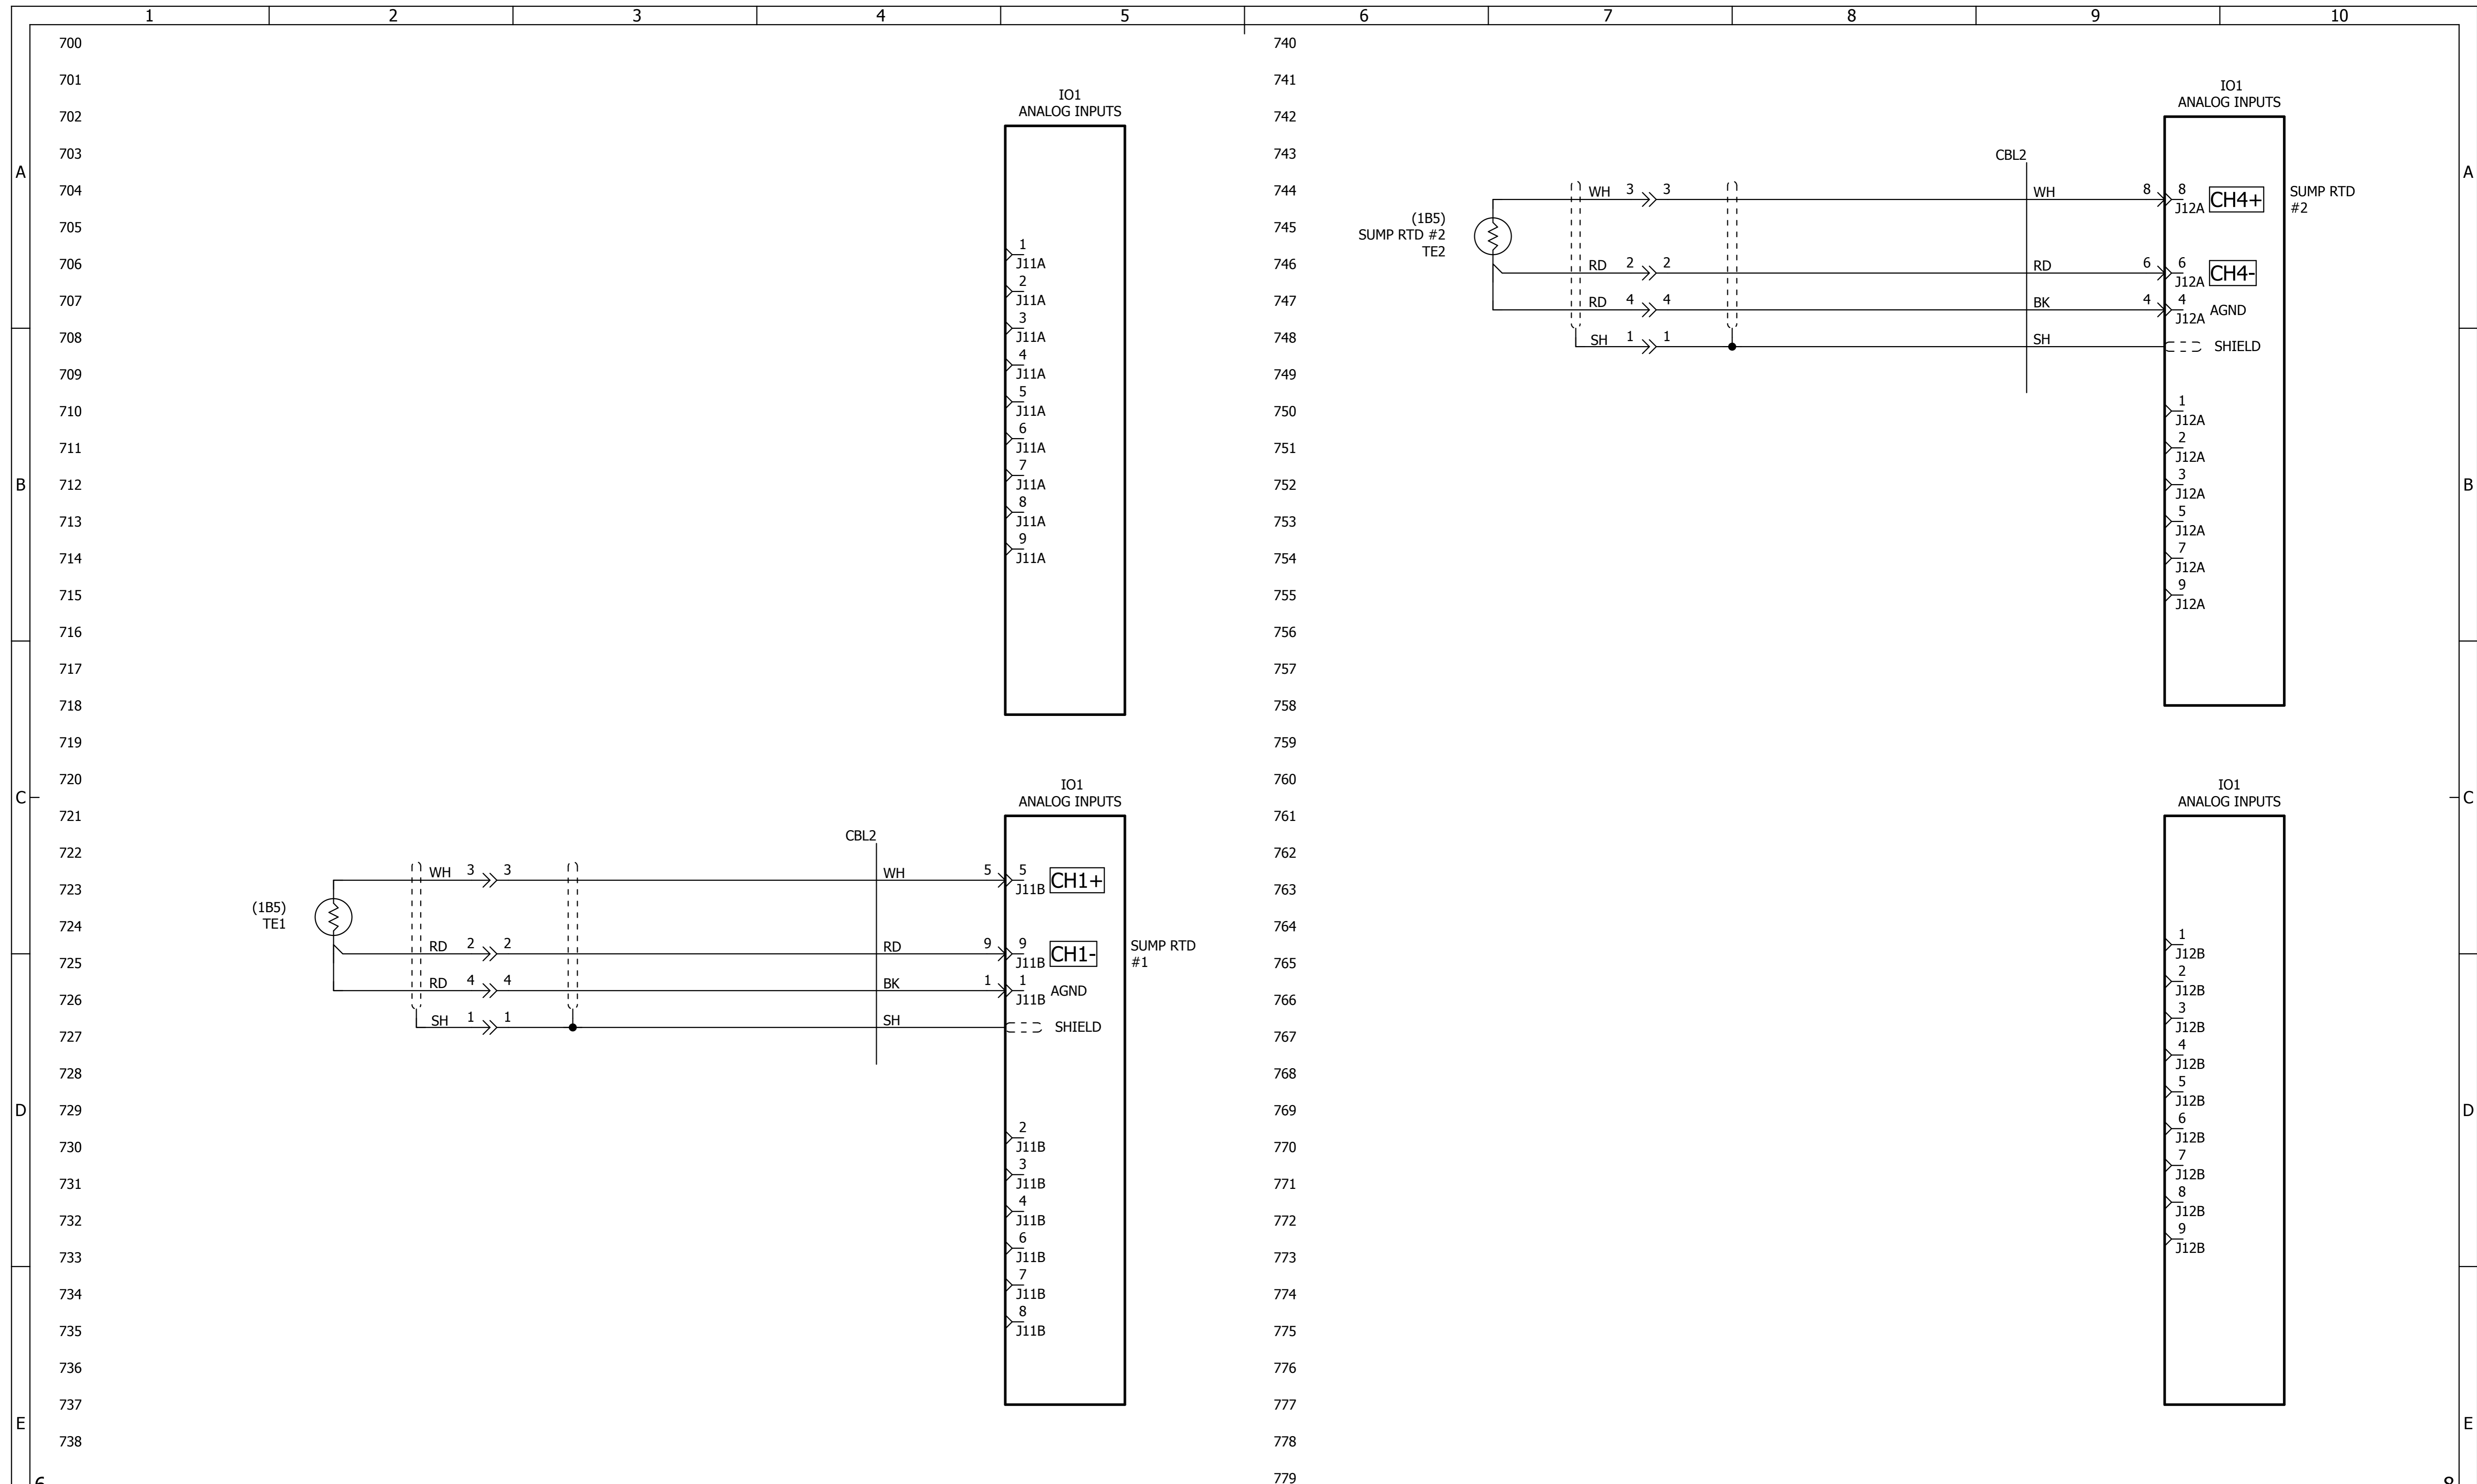 1 2 3 4 5 6 7 8 9 10
A
B
C
D
E
700
701
702
703
704
705
706
707
708
709
710
711
712
713
714
715
716
717
718
719
720
721
722
723
724
725
726
727
728
729
730
731
732
733
734
735
736
737
738
IO1
ANALOG INPUTS
1
J11A
2
J11A
3
J11A
4
J11A
5
J11A
6
J11A
7
J11A
8
J11A
9
J11A
IO1
ANALOG INPUTS
CBL2
(1B5)
TE1
WH 3 3 WH 5 5
J11B CH1+
RD 2 2 RD 9 9
J11B CH1-
SUMP RTD
#1
RD 4 4 BK 1 1
J11B AGND
SH 1 1 SH SHIELD
2
J11B
3
J11B
4
J11B
6
J11B
7
J11B
8
J11B
740
741
742
743
744
745
746
747
748
749
750
751
752
753
754
755
756
757
758
759
760
761
762
763
764
765
766
767
768
769
770
771
772
773
774
775
776
777
778
779
IO1
ANALOG INPUTS
CBL2
(1B5)
SUMP RTD #2
TE2
WH 3 3 WH 8 8
J12A CH4+
SUMP RTD
#2
RD 2 2 RD 6 6
J12A CH4-
RD 4 4 BK 4 4
J12A AGND
SH 1 1 SH SHIELD
1
J12A
2
J12A
3
J12A
5
J12A
7
J12A
9
J12A
IO1
ANALOG INPUTS
1
J12B
2
J12B
3
J12B
4
J12B
5
J12B
6
J12B
7
J12B
8
J12B
9
J12B
A
B
C
D
E